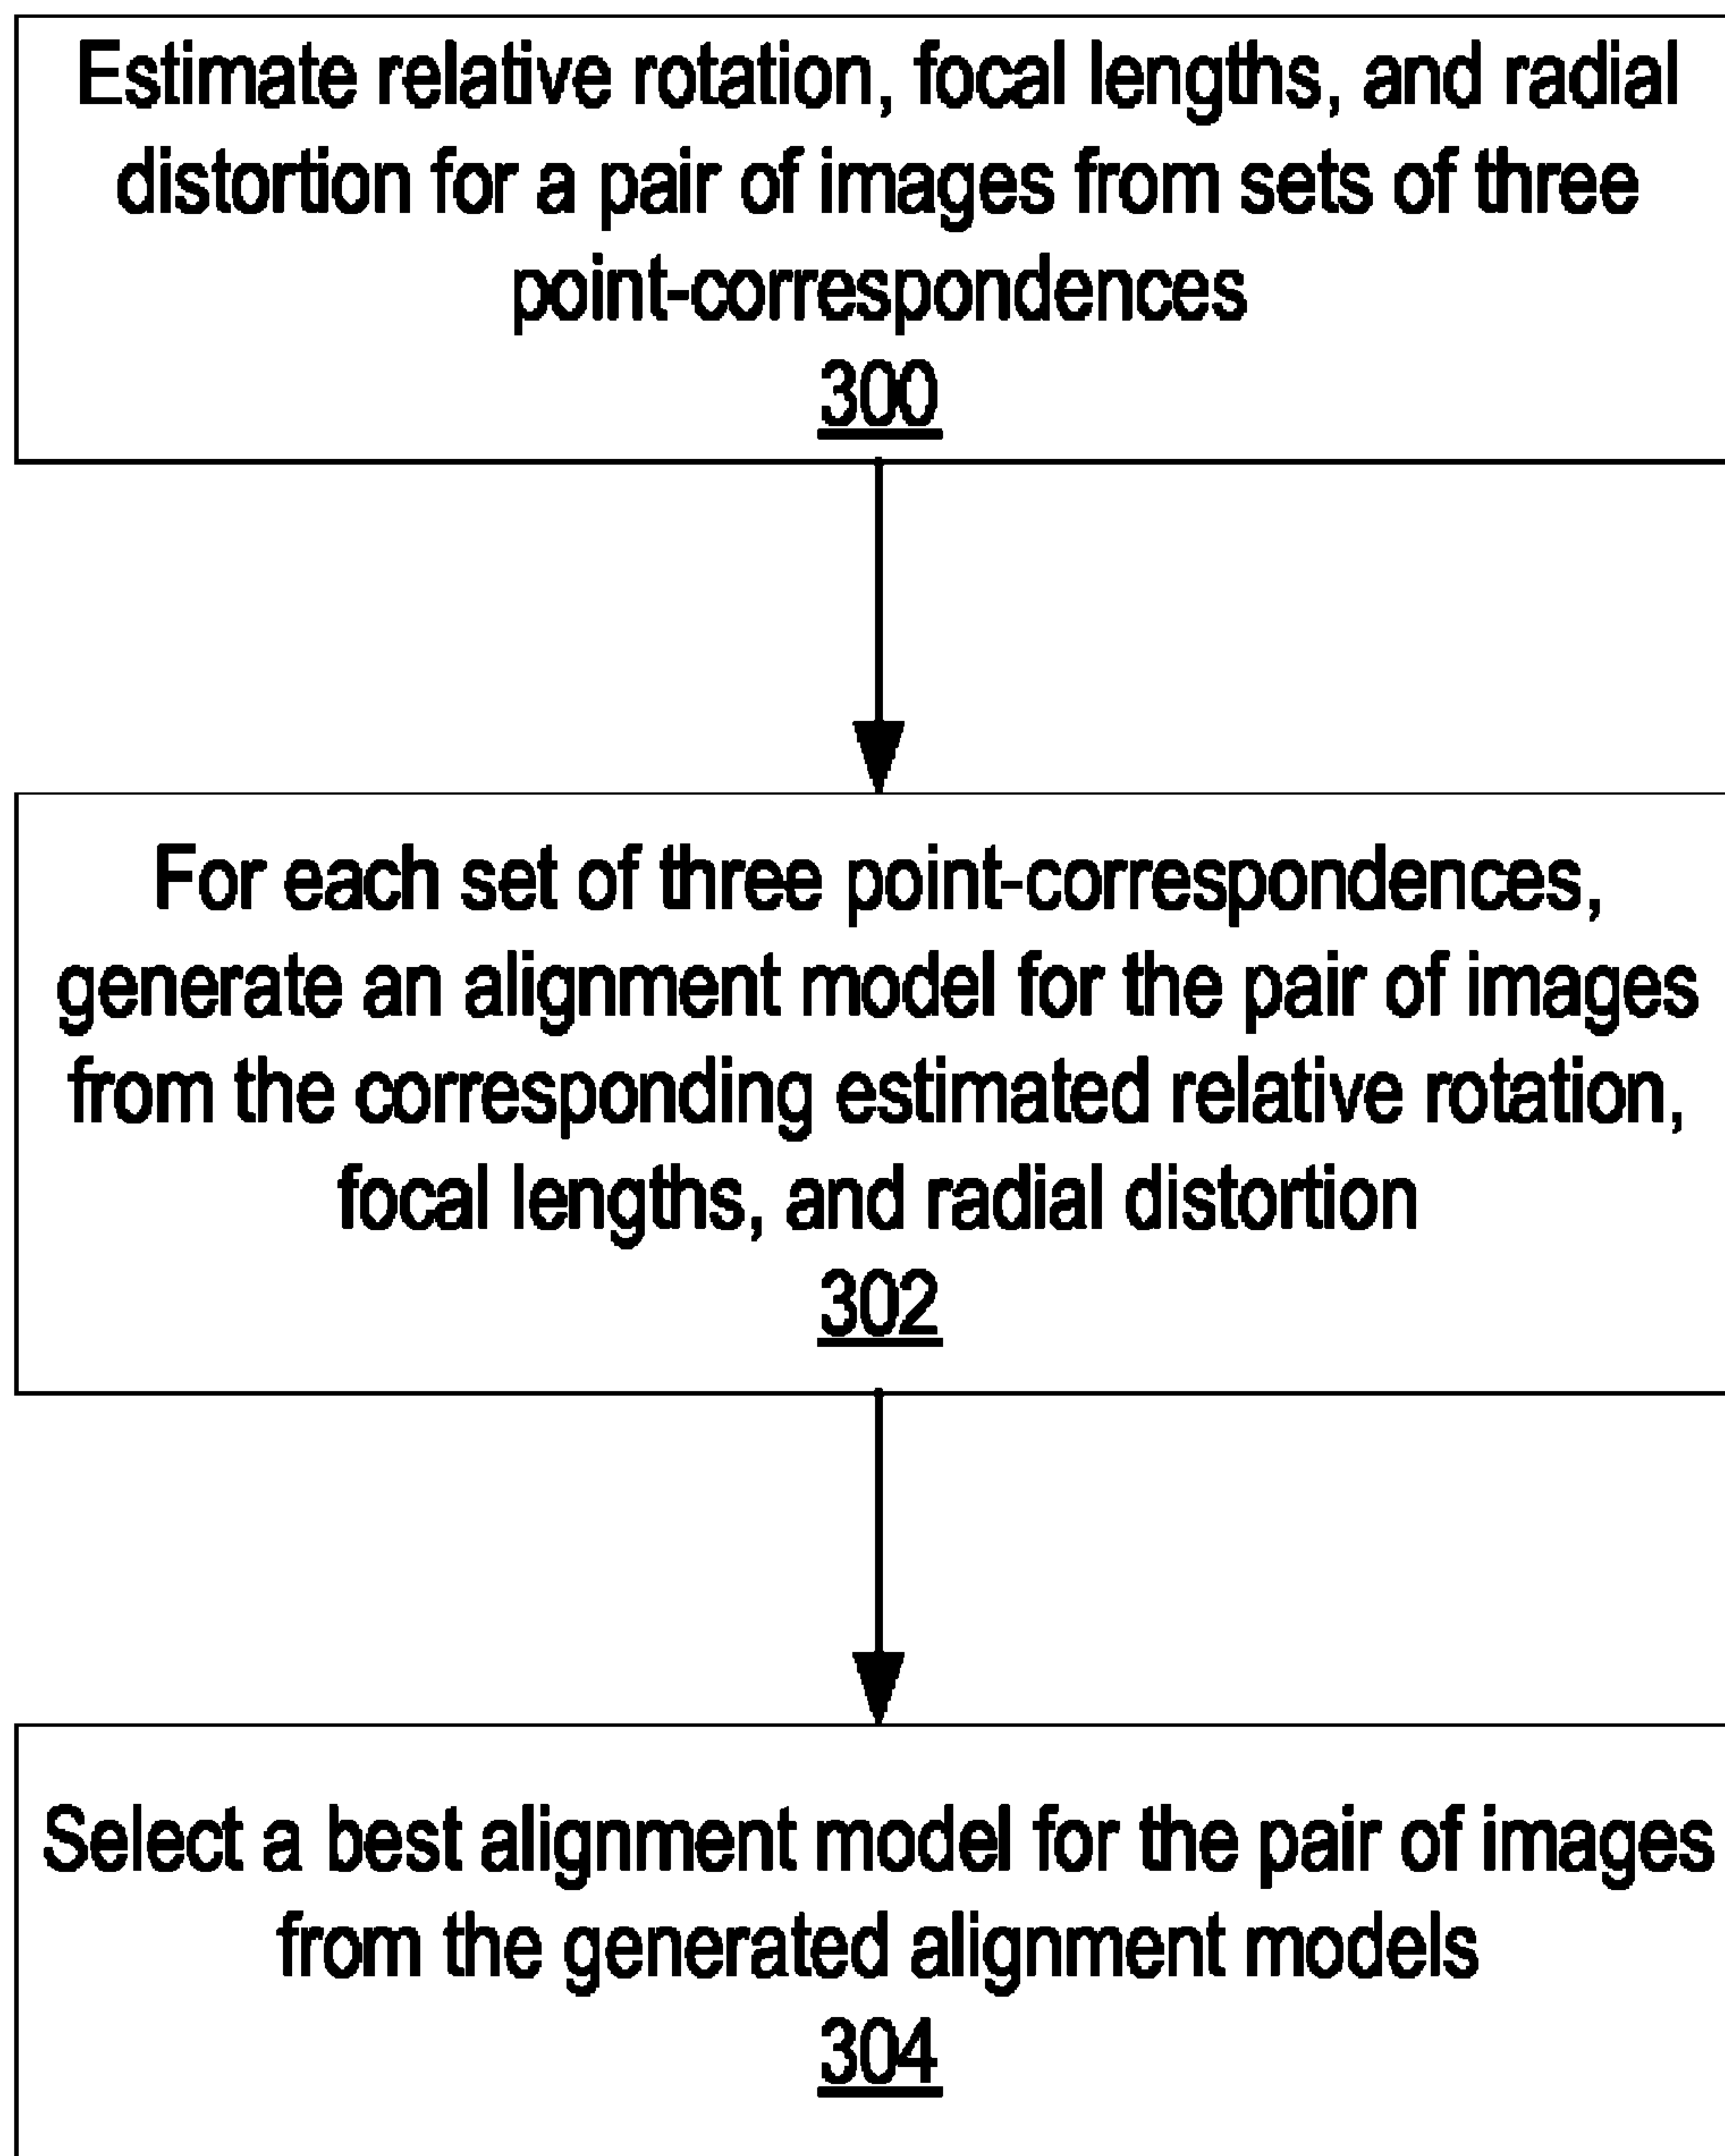 Estimate relative rotation, focal lengths, and radial
distortion for a pair of images from sets of three
point-correspondences
300
For each set of three point-correspondences,
generate an alignment model for the pair of images
from the corresponding estimated relative rotation,
focal lengths, and radial distortion
302
Select a best alignment model for the pair of images
from the generated alignment models
304